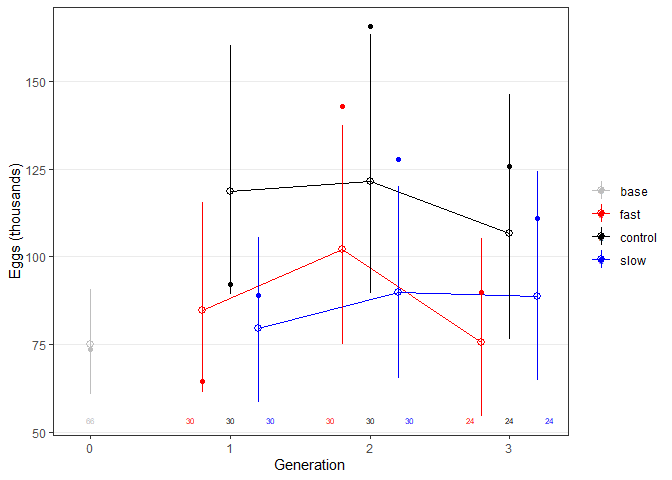 Eggs (thousands)
150
125
100
75
50
66 30 30 30 30 30 30 24 24 24
0 1 2 3
Generation
base
fast
control
slow